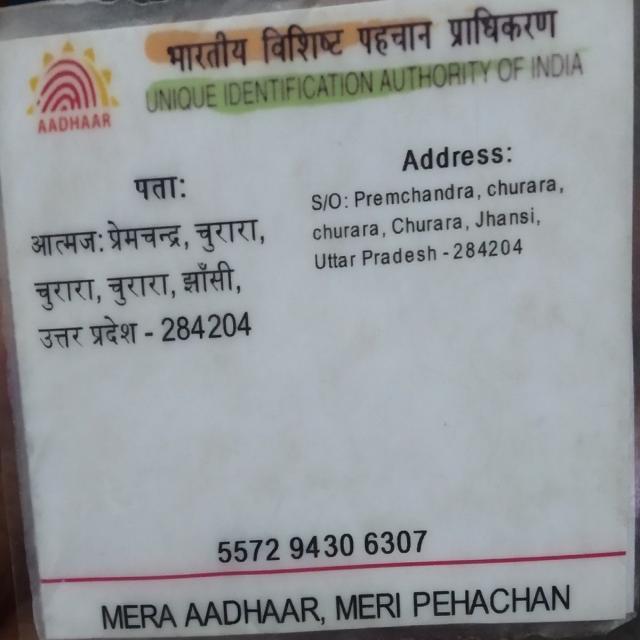 भारतीय विशिष्ट पहचान प्राधिकरण
UNIQUE IDENTIFICATION AUTHORITY OF INDIA
AADHAAR
पता:
आत्मज: प्रेमचन्द्र, चुरारा,
चुरारा, चुरारा, झाँसी,
उत्तर प्रदेश - 284204
Address:
S/O: Premchandra, churara,
churara, Churara, Jhansi,
Uttar Pradesh - 284204
5572 9430 6307
MERA AADHAAR, MERI PEHACHAN